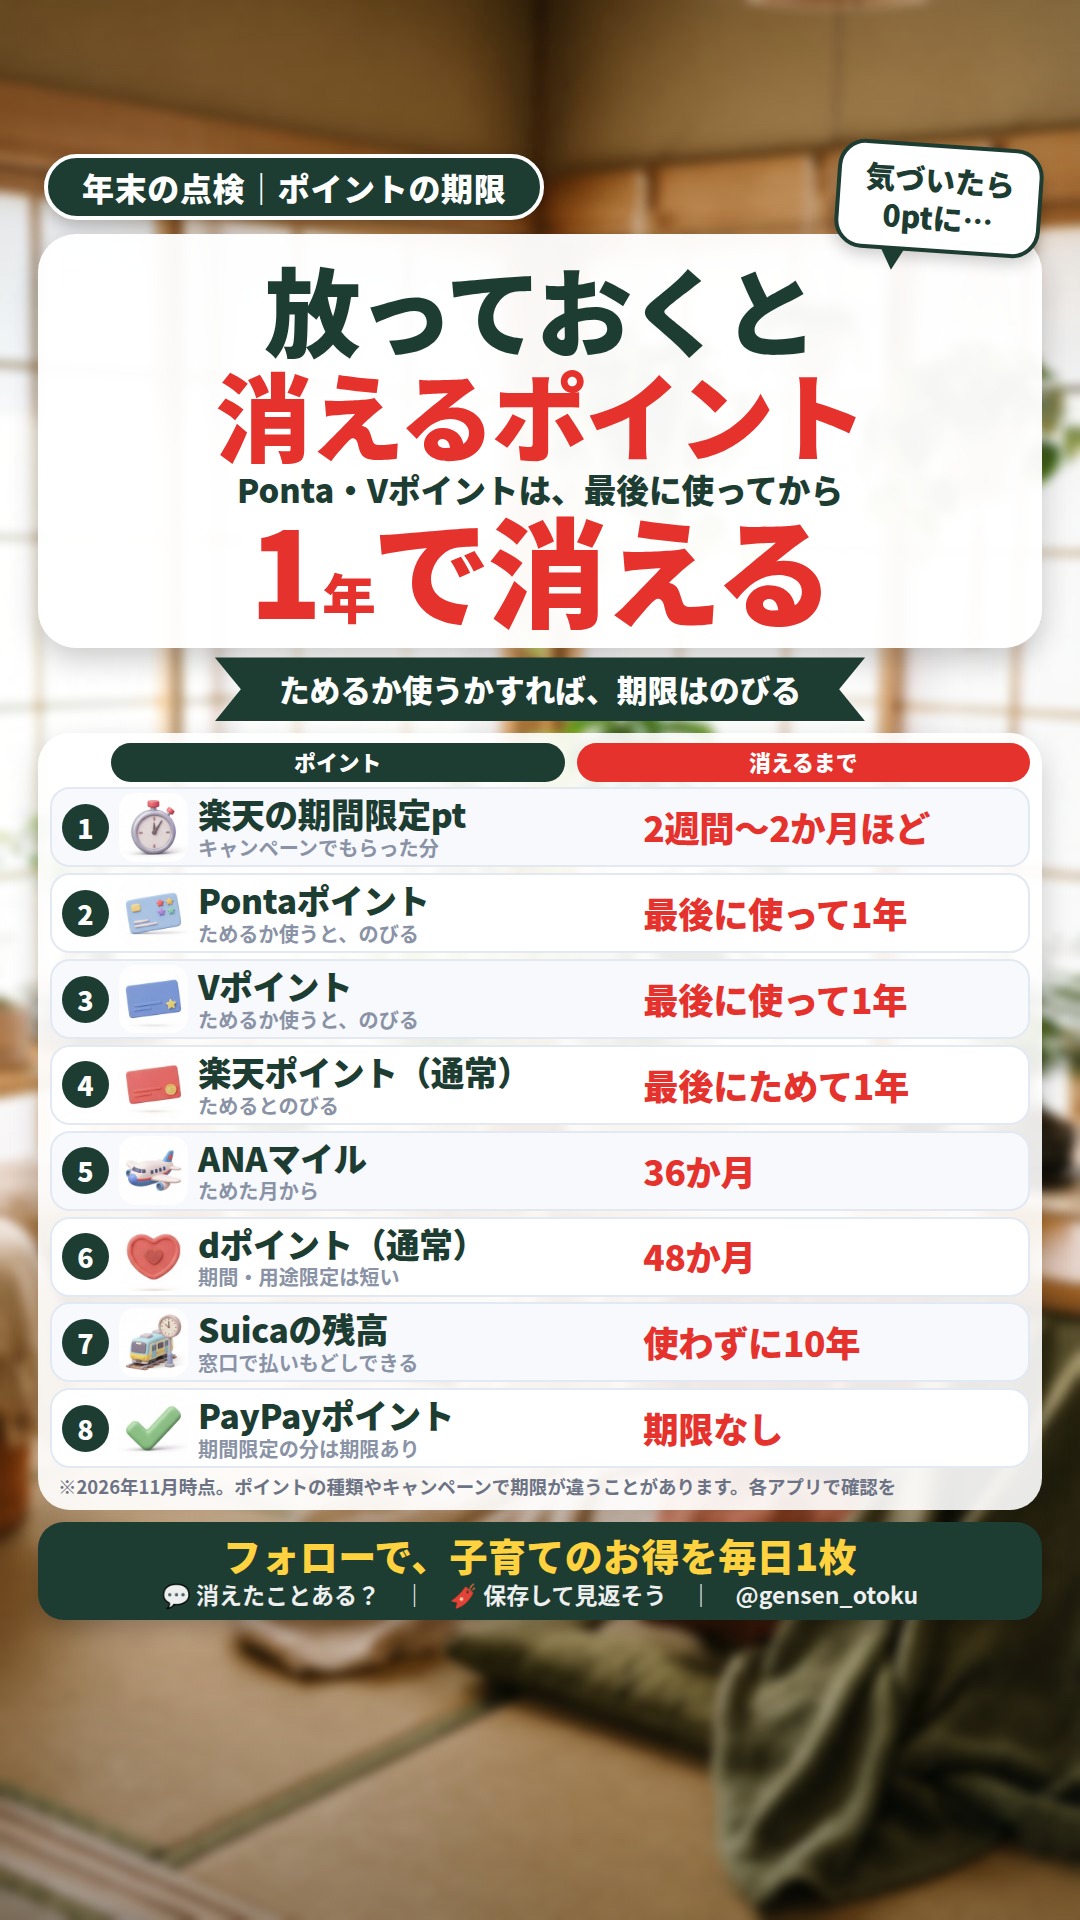 年末の点検｜ポイントの期限
気づいたら
0ptに…
放っておくと
消えるポイント
Ponta・Vポイントは、最後に使ってから
1年で消える
ためるか使うかすれば、期限はのびる
ポイント 消えるまで
1 楽天の期間限定pt 2週間〜2か月ほど
キャンペーンでもらった分
2 Pontaポイント 最後に使って1年
ためるか使うと、のびる
3 Vポイント 最後に使って1年
ためるか使うと、のびる
4 楽天ポイント（通常） 最後にためて1年
ためるとのびる
5 ANAマイル 36か月
ためた月から
6 dポイント（通常） 48か月
期間・用途限定は短い
7 Suicaの残高 使わずに10年
窓口で払いもどしできる
8 PayPayポイント 期限なし
期間限定の分は期限あり
※2026年11月時点。ポイントの種類やキャンペーンで期限が違うことがあります。各アプリで確認を
フォローで、子育てのお得を毎日1枚
💬 消えたことある？ ｜ 🔖 保存して見返そう ｜ @gensen_otoku